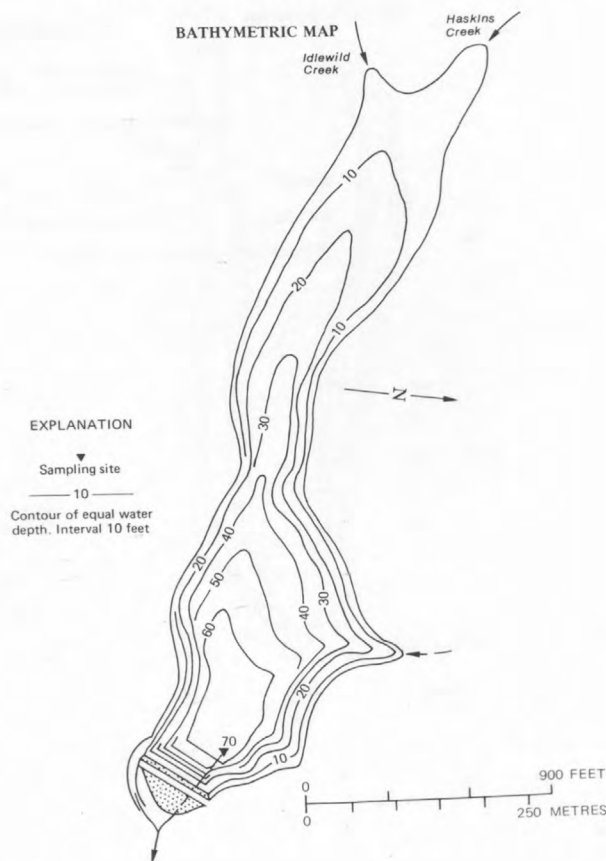 BATHYMETRIC MAP
Haskins
Creek
Idlewild
Creek
10
20
10
N
30
EXPLANATION
Sampling site
10
Contour of equal water
depth. Interval 10 feet
40
20
50
30
40
60
20
70
10
0
900 FEET
0
250 METRES